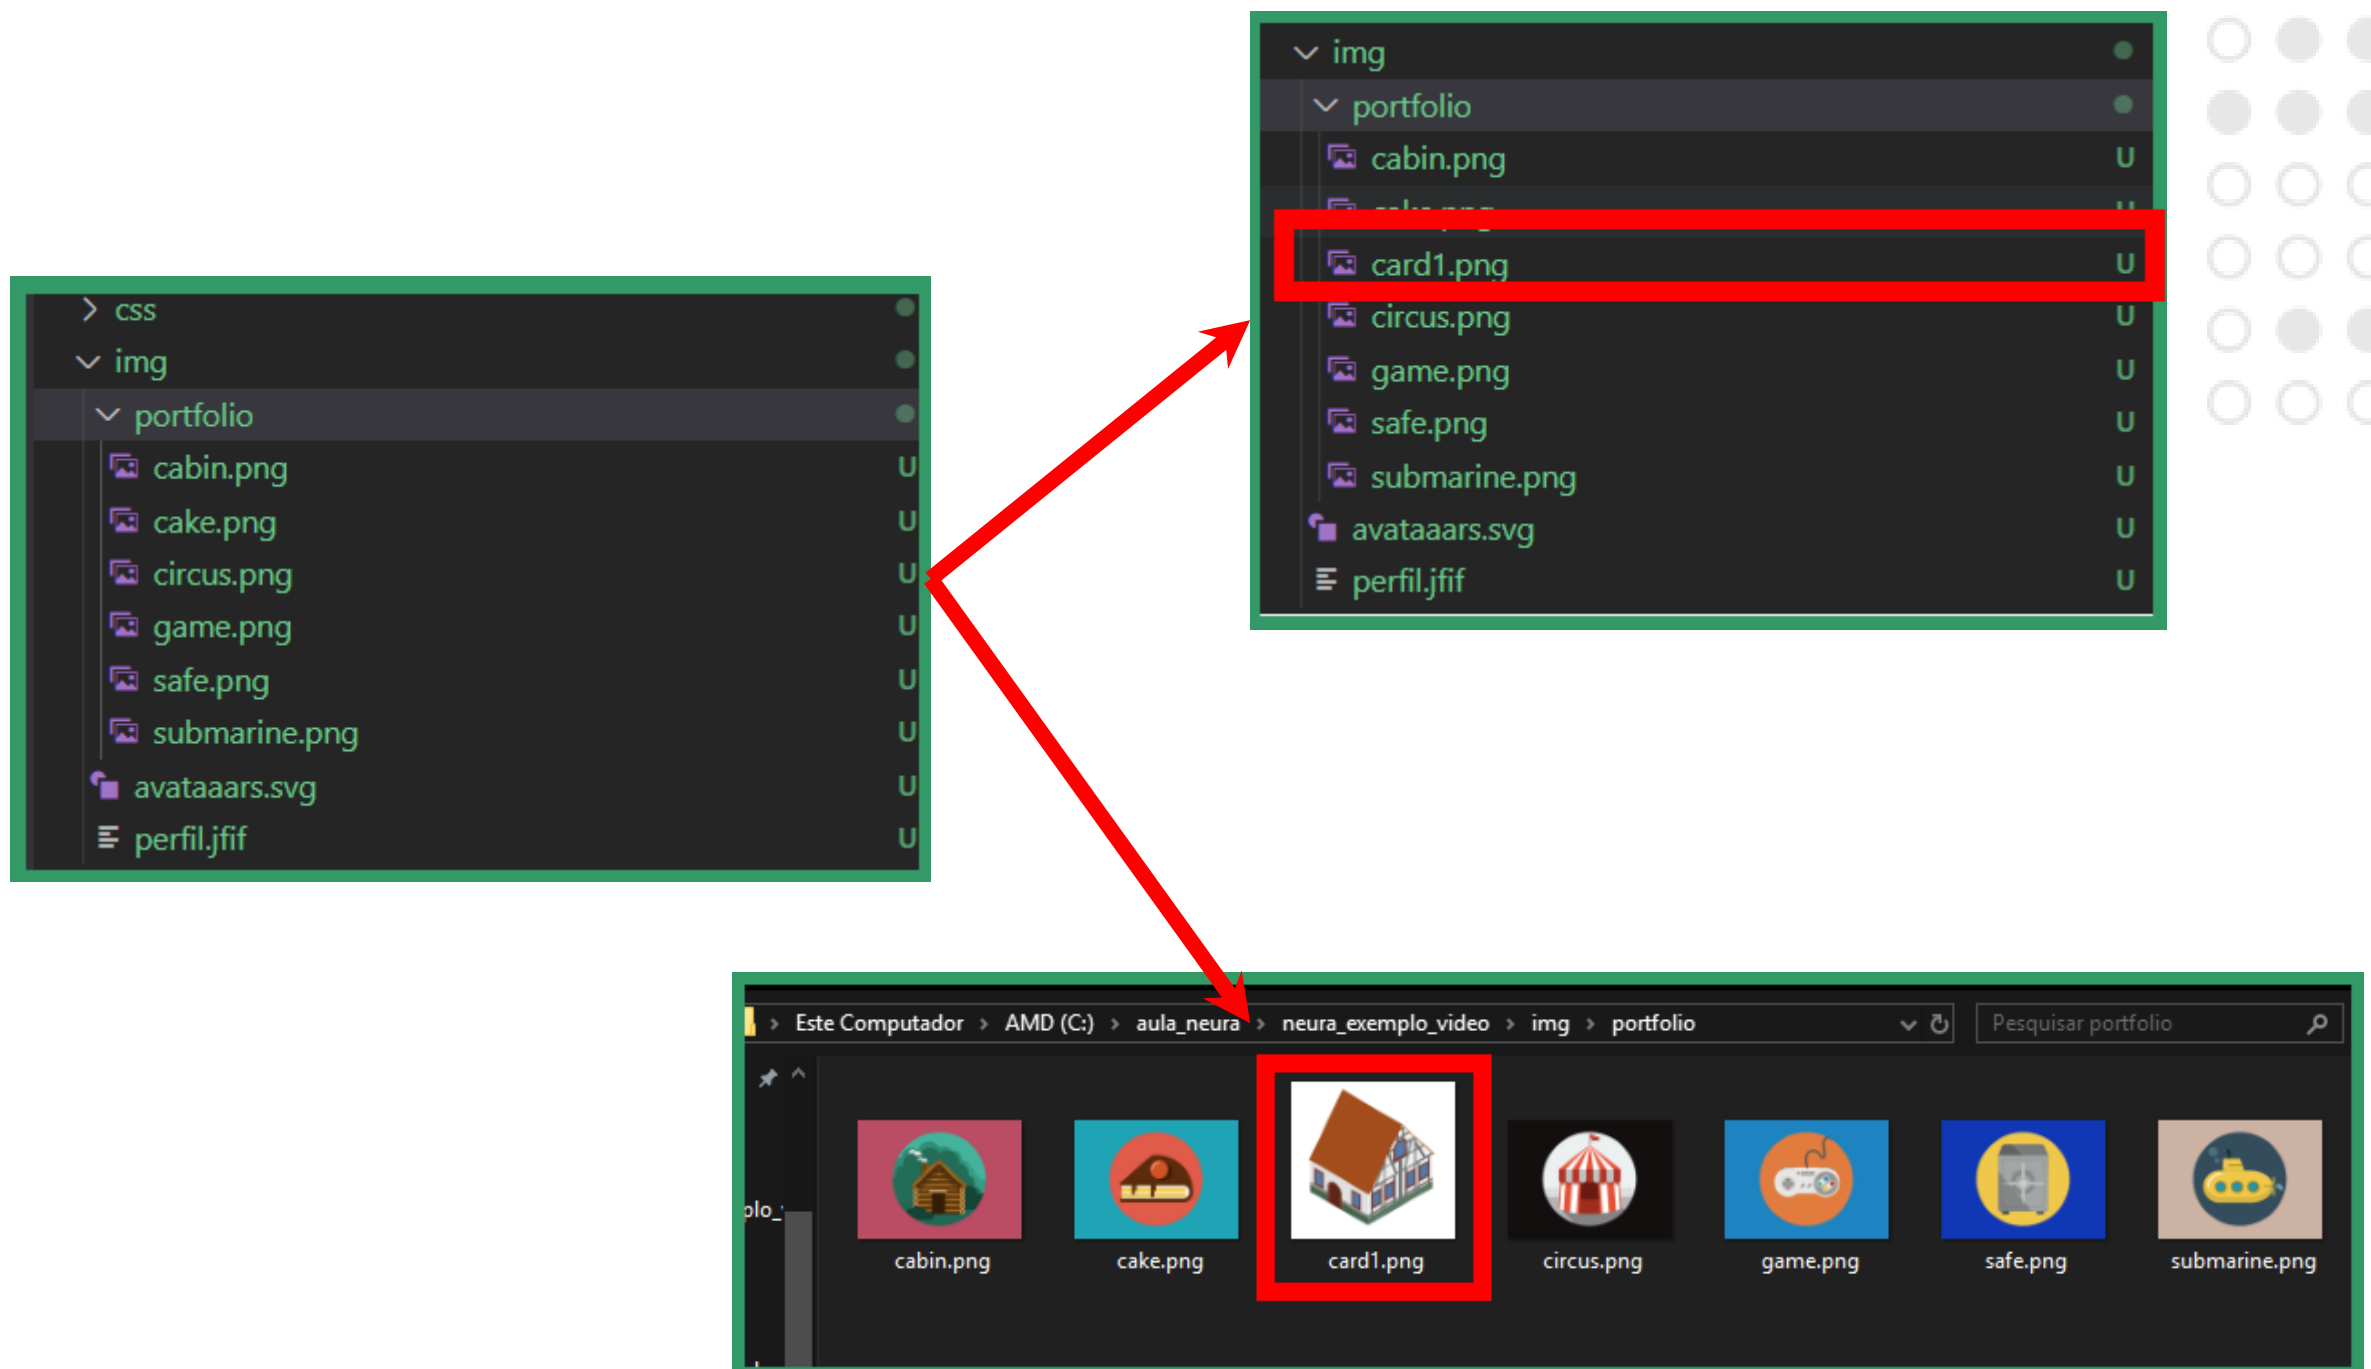 css
img
portfolio
cabin.png U
cake.png U
circus.png U
game.png U
safe.png U
submarine.png U
avataaars.svg U
perfil.jfif U
img
portfolio
cabin.png U
card1.png U
circus.png U
game.png U
safe.png U
submarine.png U
avataaars.svg U
perfil.jfif U
Este Computador > AMD (C:) > aula_neura > neura_exemplo_video > img > portfolio
Pesquisar portfolio
plo_
cabin.png
cake.png
card1.png
circus.png
game.png
safe.png
submarine.png